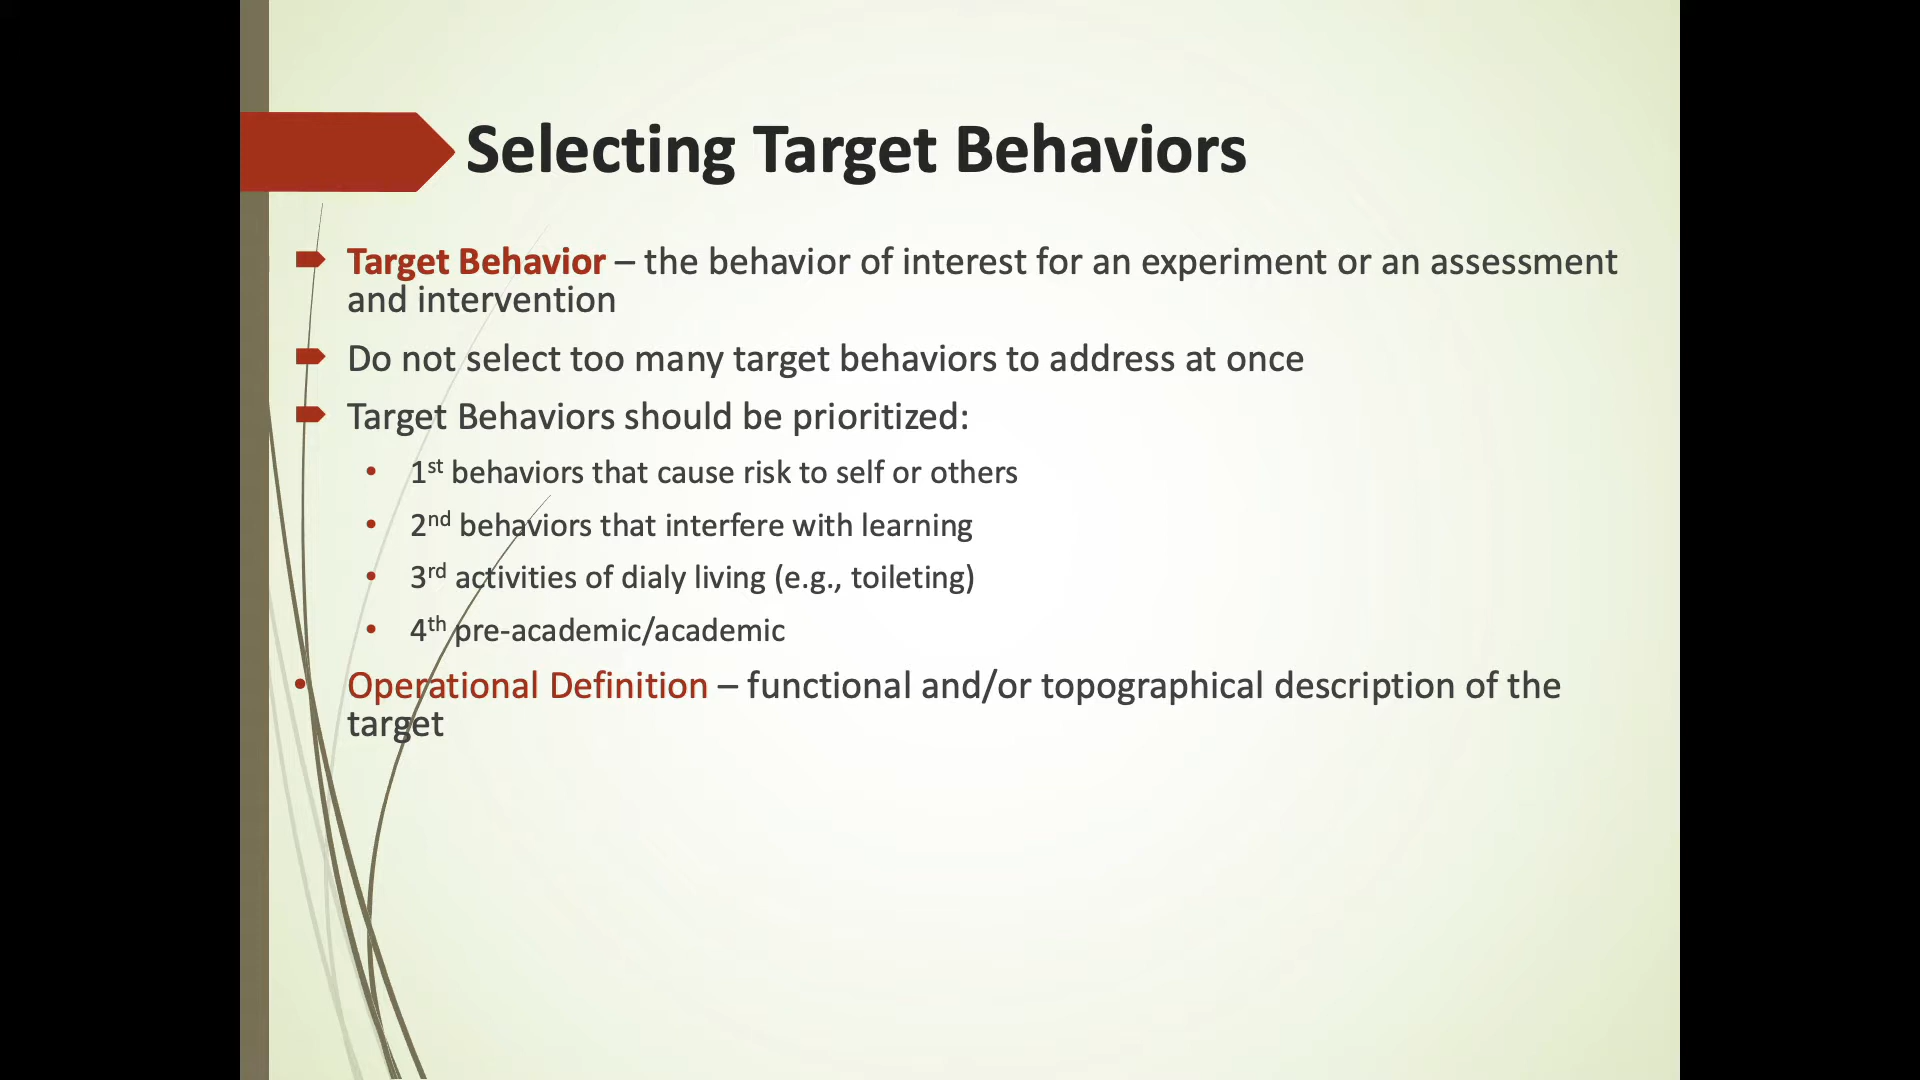 Selecting Target Behaviors
Target Behavior – the behavior of interest for an experiment or an assessment
and intervention
Do not select too many target behaviors to address at once
Target Behaviors should be prioritized:
• 1st behaviors that cause risk to self or others
• 2nd behaviors that interfere with learning
• 3rd activities of dialy living (e.g., toileting)
• 4th pre-academic/academic
• Operational Definition – functional and/or topographical description of the
target